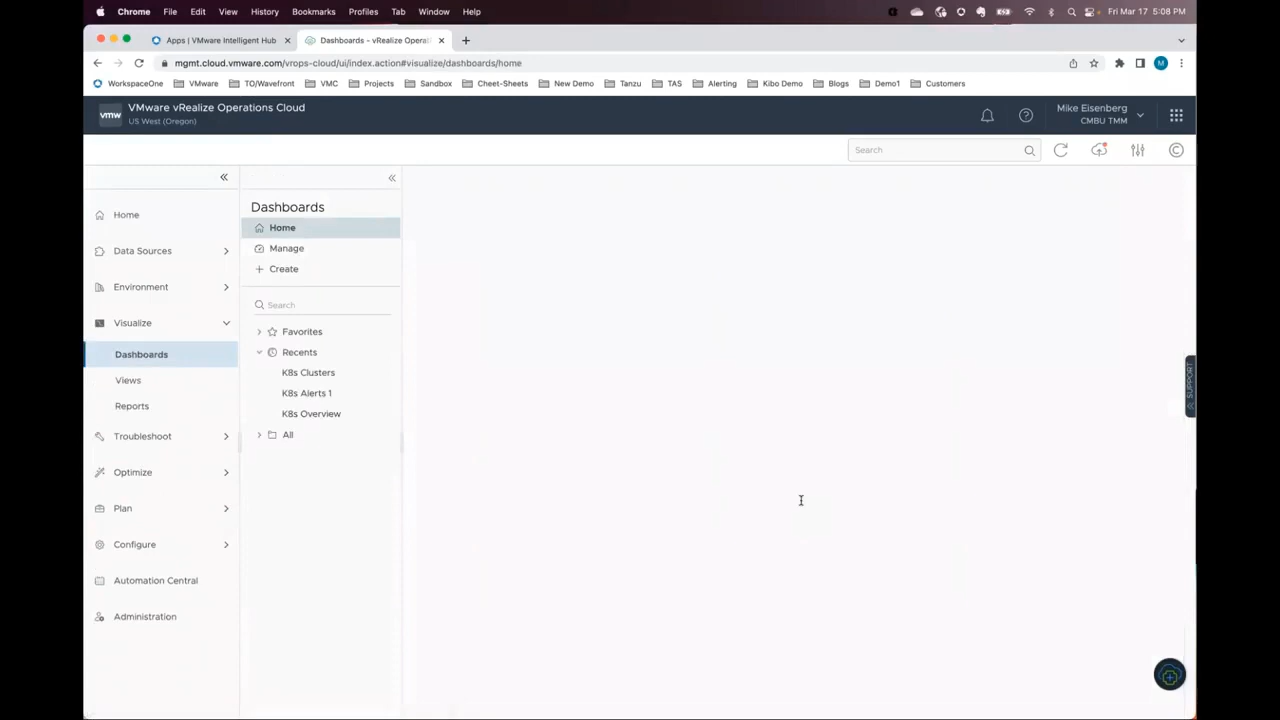 Chrome File Edit View History Bookmarks Profiles Tab Window Help Fri Mar 17 5:08 PM
Apps | VMware Intelligent Hub
Dashboards - vRealize Operati
mgmt.cloud.vmware.com/vrops-cloud/ui/index.action#visualize/dashboards/home
WorkspaceOne VMware TO/Wavefront VMC Projects Sandbox Cheet-Sheets New Demo Tanzu TAS Alerting Kibo Demo Blogs Demo1 Customers
vmw
VMware vRealize Operations Cloud
US West (Oregon)
Mike Eisenberg
CMBU TMM
Search
Home
Data Sources
Environment
Visualize
Dashboards
Views
Reports
Troubleshoot
Optimize
Plan
Configure
Automation Central
Administration
Dashboards
Home
Manage
Create
Search
Favorites
Recents
K8s Clusters
K8s Alerts 1
K8s Overview
All
SUPPORT